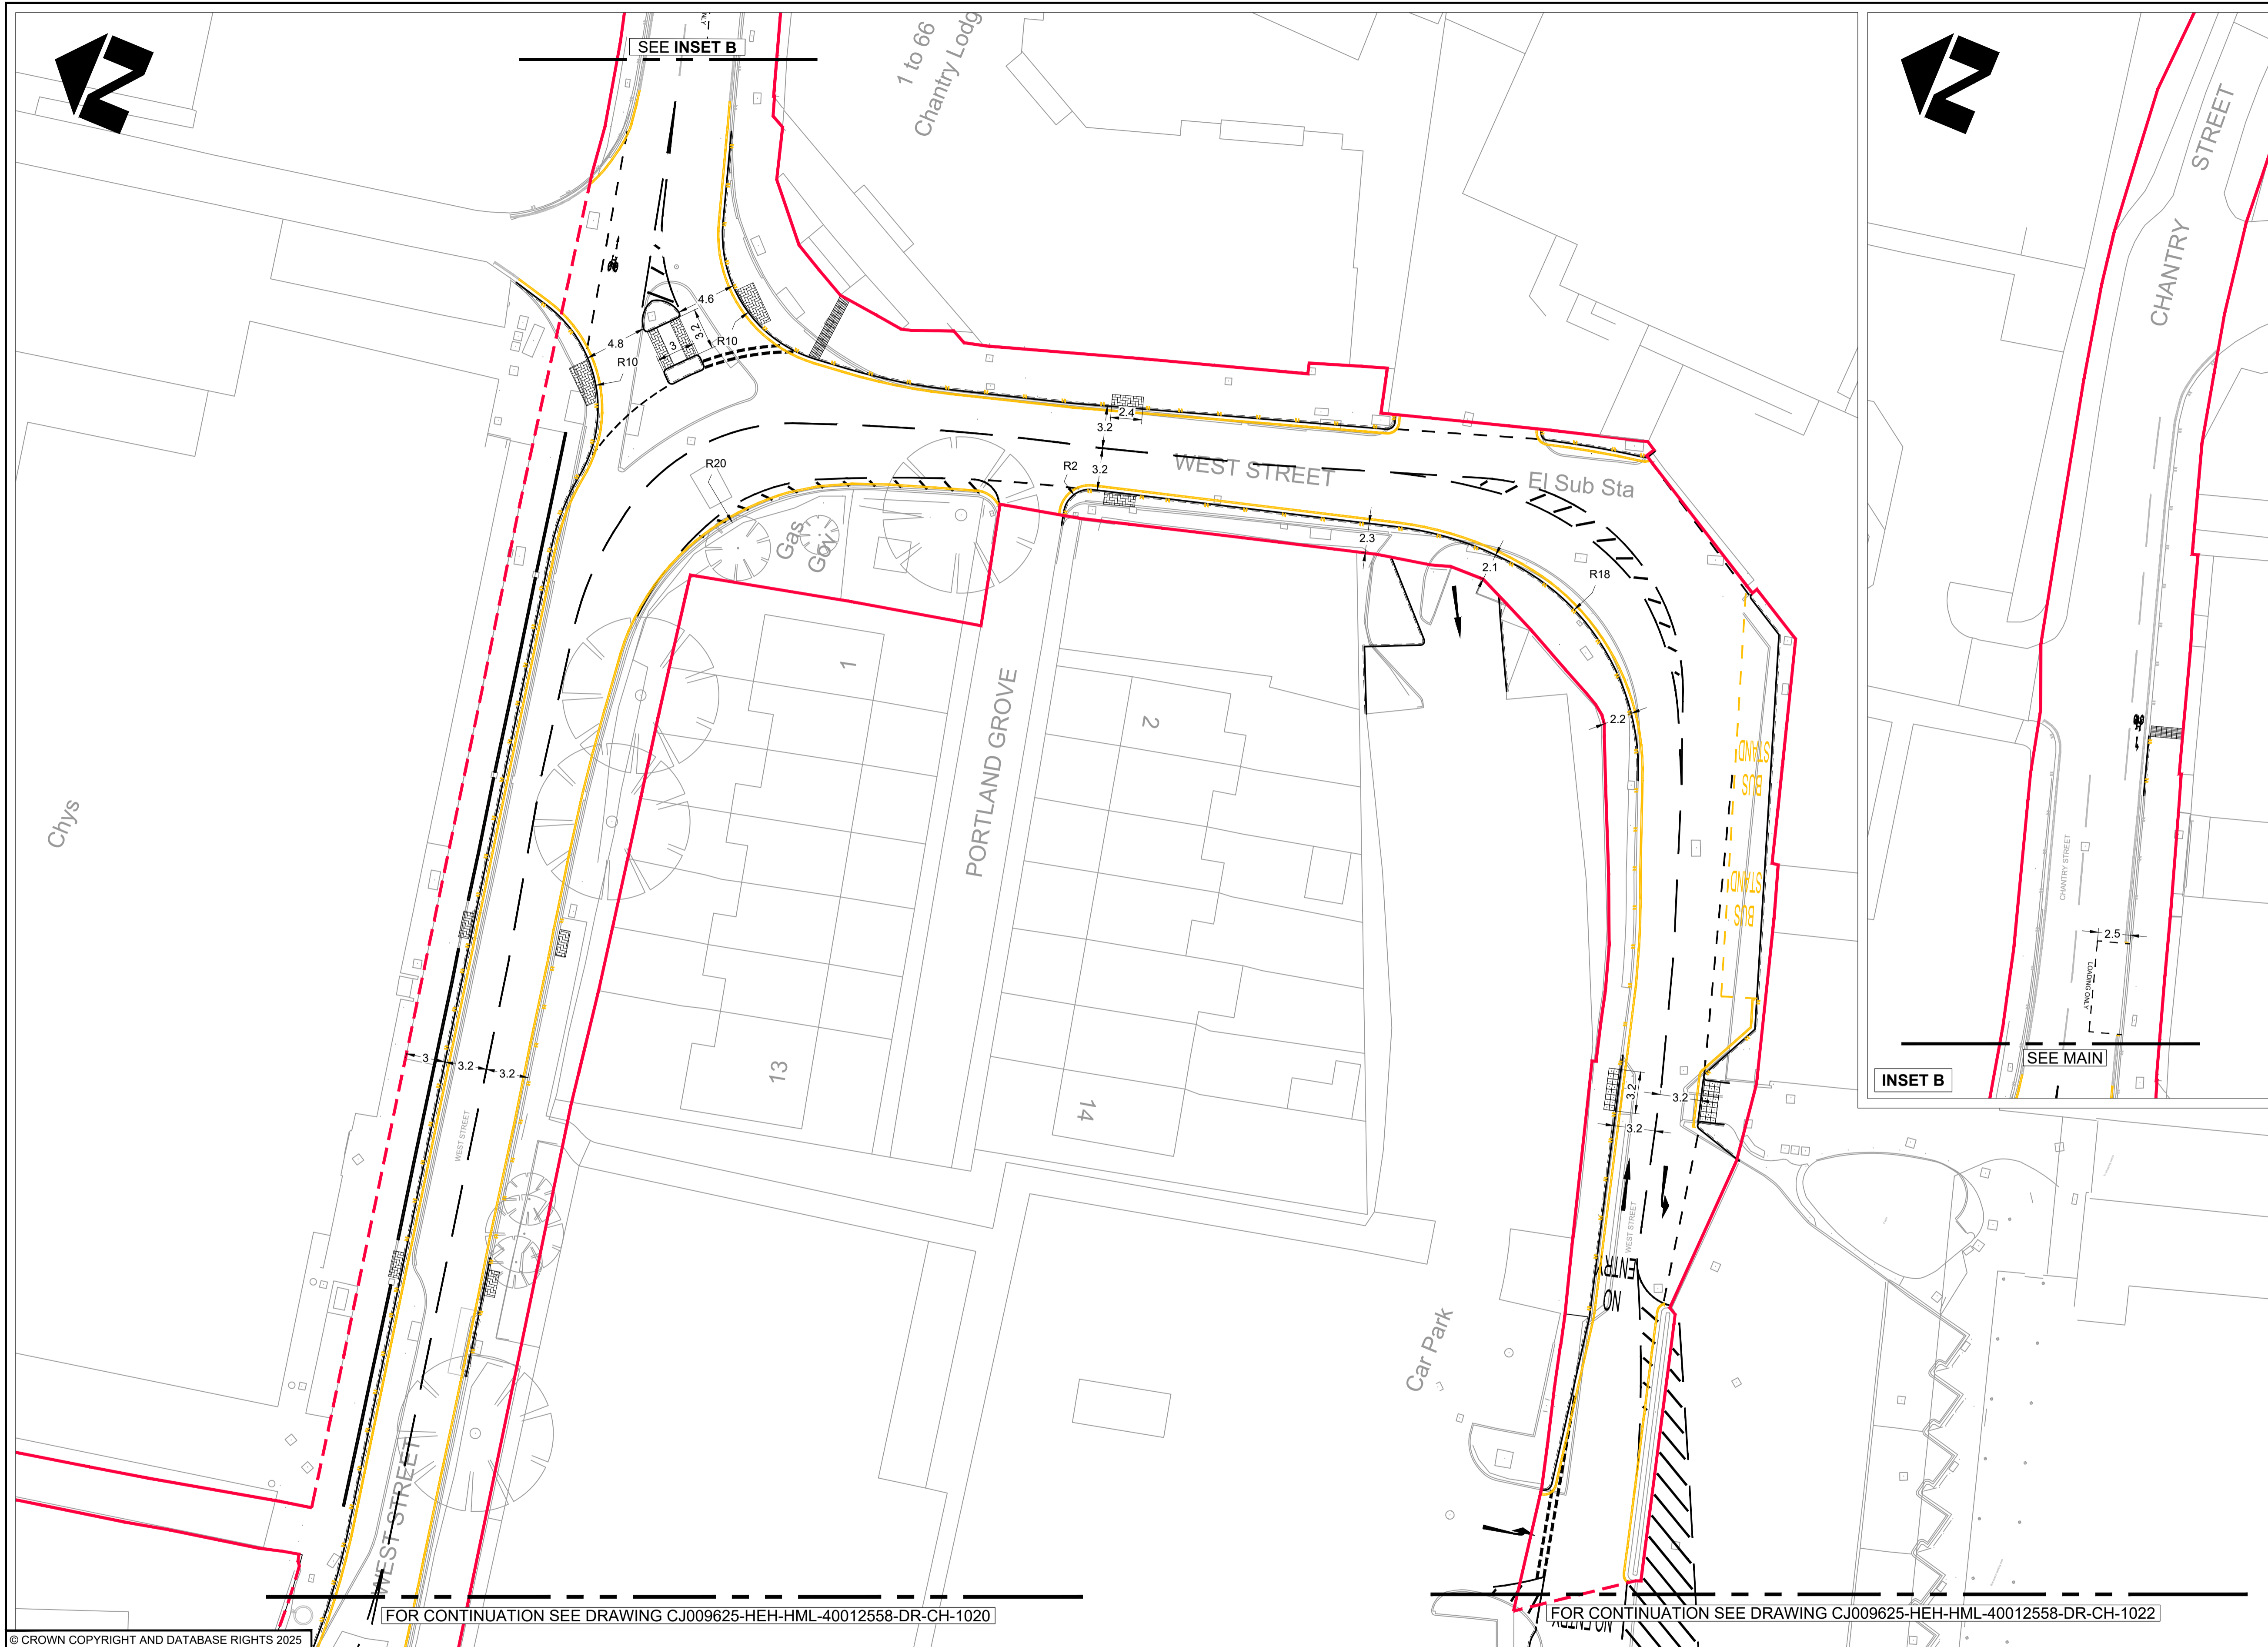 SEE INSET B
ONLY
1 to 66
Chantry Lodg
4.6
3.2
3
4.8
R10
R10
R20
2.4
3.2
3.2
R2
WEST STREET
El Sub Sta
Gas
Gov
2.3
2.1
R18
2.2
1
2
PORTLAND GROVE
Chys
BUS
STAND
BUS
STAND
3
3.2
3.2
WEST STREET
13
14
3.2
3.2
3.2
WEST STREET
NO
ENTRY
Car Park
WEST STREET
FOR CONTINUATION SEE DRAWING CJ009625-HEH-HML-40012558-DR-CH-1020
FOR CONTINUATION SEE DRAWING CJ009625-HEH-HML-40012558-DR-CH-1022
NO ENTRY
© CROWN COPYRIGHT AND DATABASE RIGHTS 2025
CHANTRY STREET
CHANTRY STREET
2.5
LOADING ONLY
SEE MAIN
INSET B